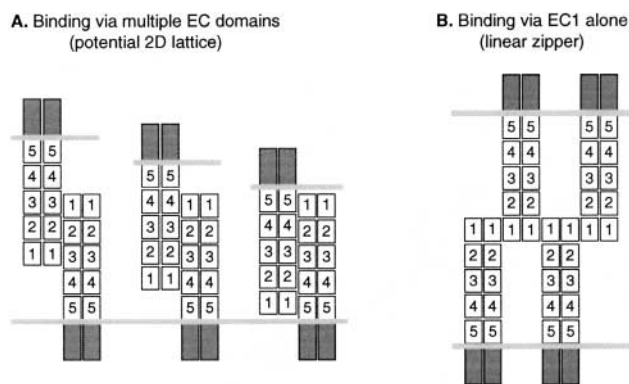 A. Binding via multiple EC domains
(potential 2D lattice)
5 5
4 4
3 3 1 1
2 2 2 2
1 1 3 3
4 4
5 5
5 5
4 4 1 1
3 3 2 2
2 2 3 3
1 1 4 4
5 5
5 5 1 1
4 4 2 2
3 3 3 3
2 2 4 4
1 1 5 5
B. Binding via EC1 alone
(linear zipper)
5 5 5 5
4 4 4 4
3 3 3 3
2 2 2 2
1 1 1 1 1 1 1 1
2 2 2 2
3 3 3 3
4 4 4 4
5 5 5 5